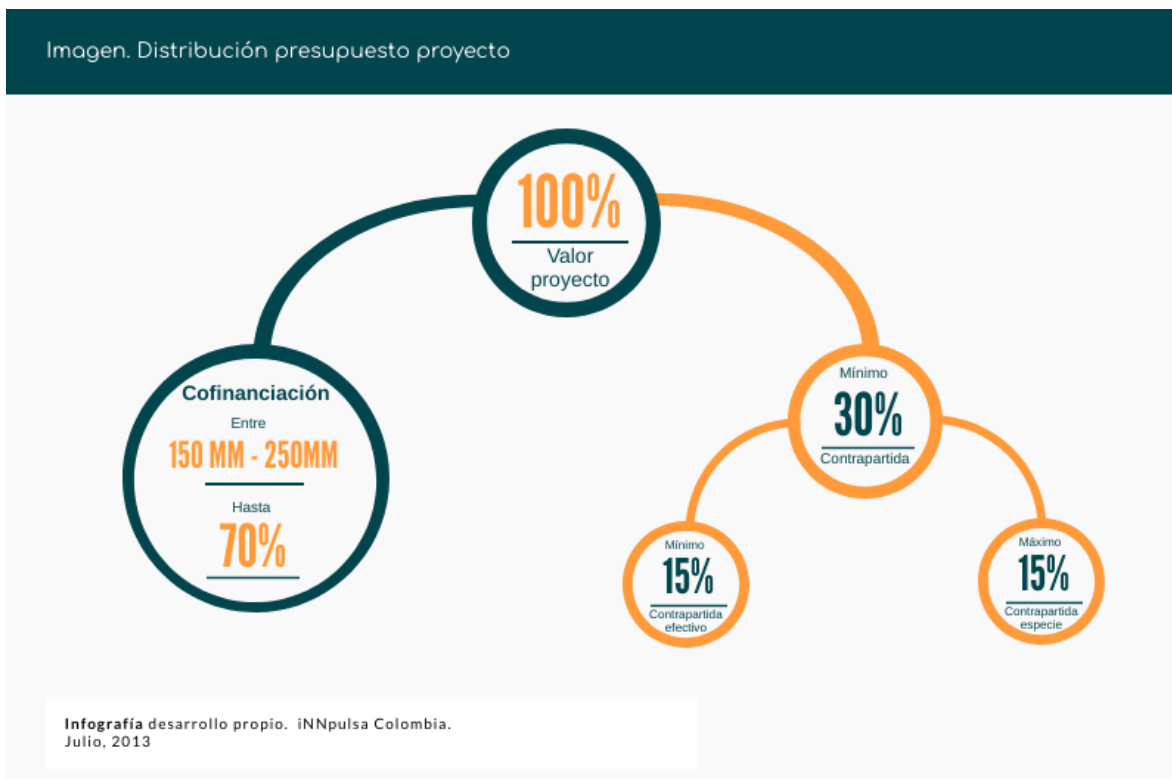 Imagen. Distribución presupuesto proyecto
100%
Valor
proyecto
Cofinanciación
Entre
150 MM - 250MM
Hasta
70%
Mínimo
30%
Contrapartida
Mínimo
15%
Contrapartida
efectivo
Máximo
15%
Contrapartida
especie
Infografía desarrollo propio. iNNpulsa Colombia.
Julio, 2013